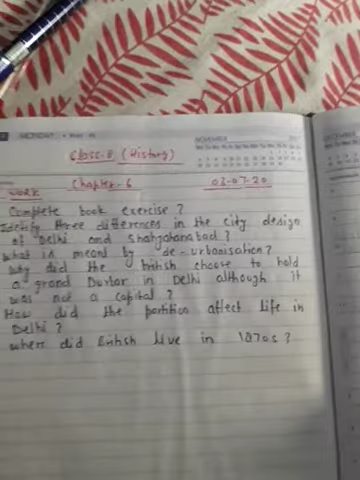 MONDAY
NOVEMBER
Class-8 (History)
WORK Chapter-6 02-07-20
Complete book exercise?
Identify three differences in the city design
of Delhi and Shahjahanabad?
what is meant by de-urbanisation?
Why did the british choose to hold
a grand Durbar in Delhi although it
was not a capital?
How did the partition affect life in
Delhi?
where did British live in 1870s?